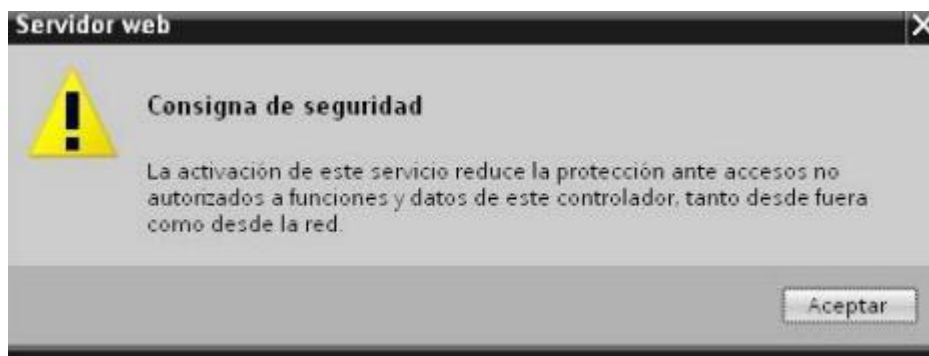 Servidor web
Consigna de seguridad
La activación de este servicio reduce la protección ante accesos no
autorizados a funciones y datos de este controlador, tanto desde fuera
como desde la red.
Aceptar